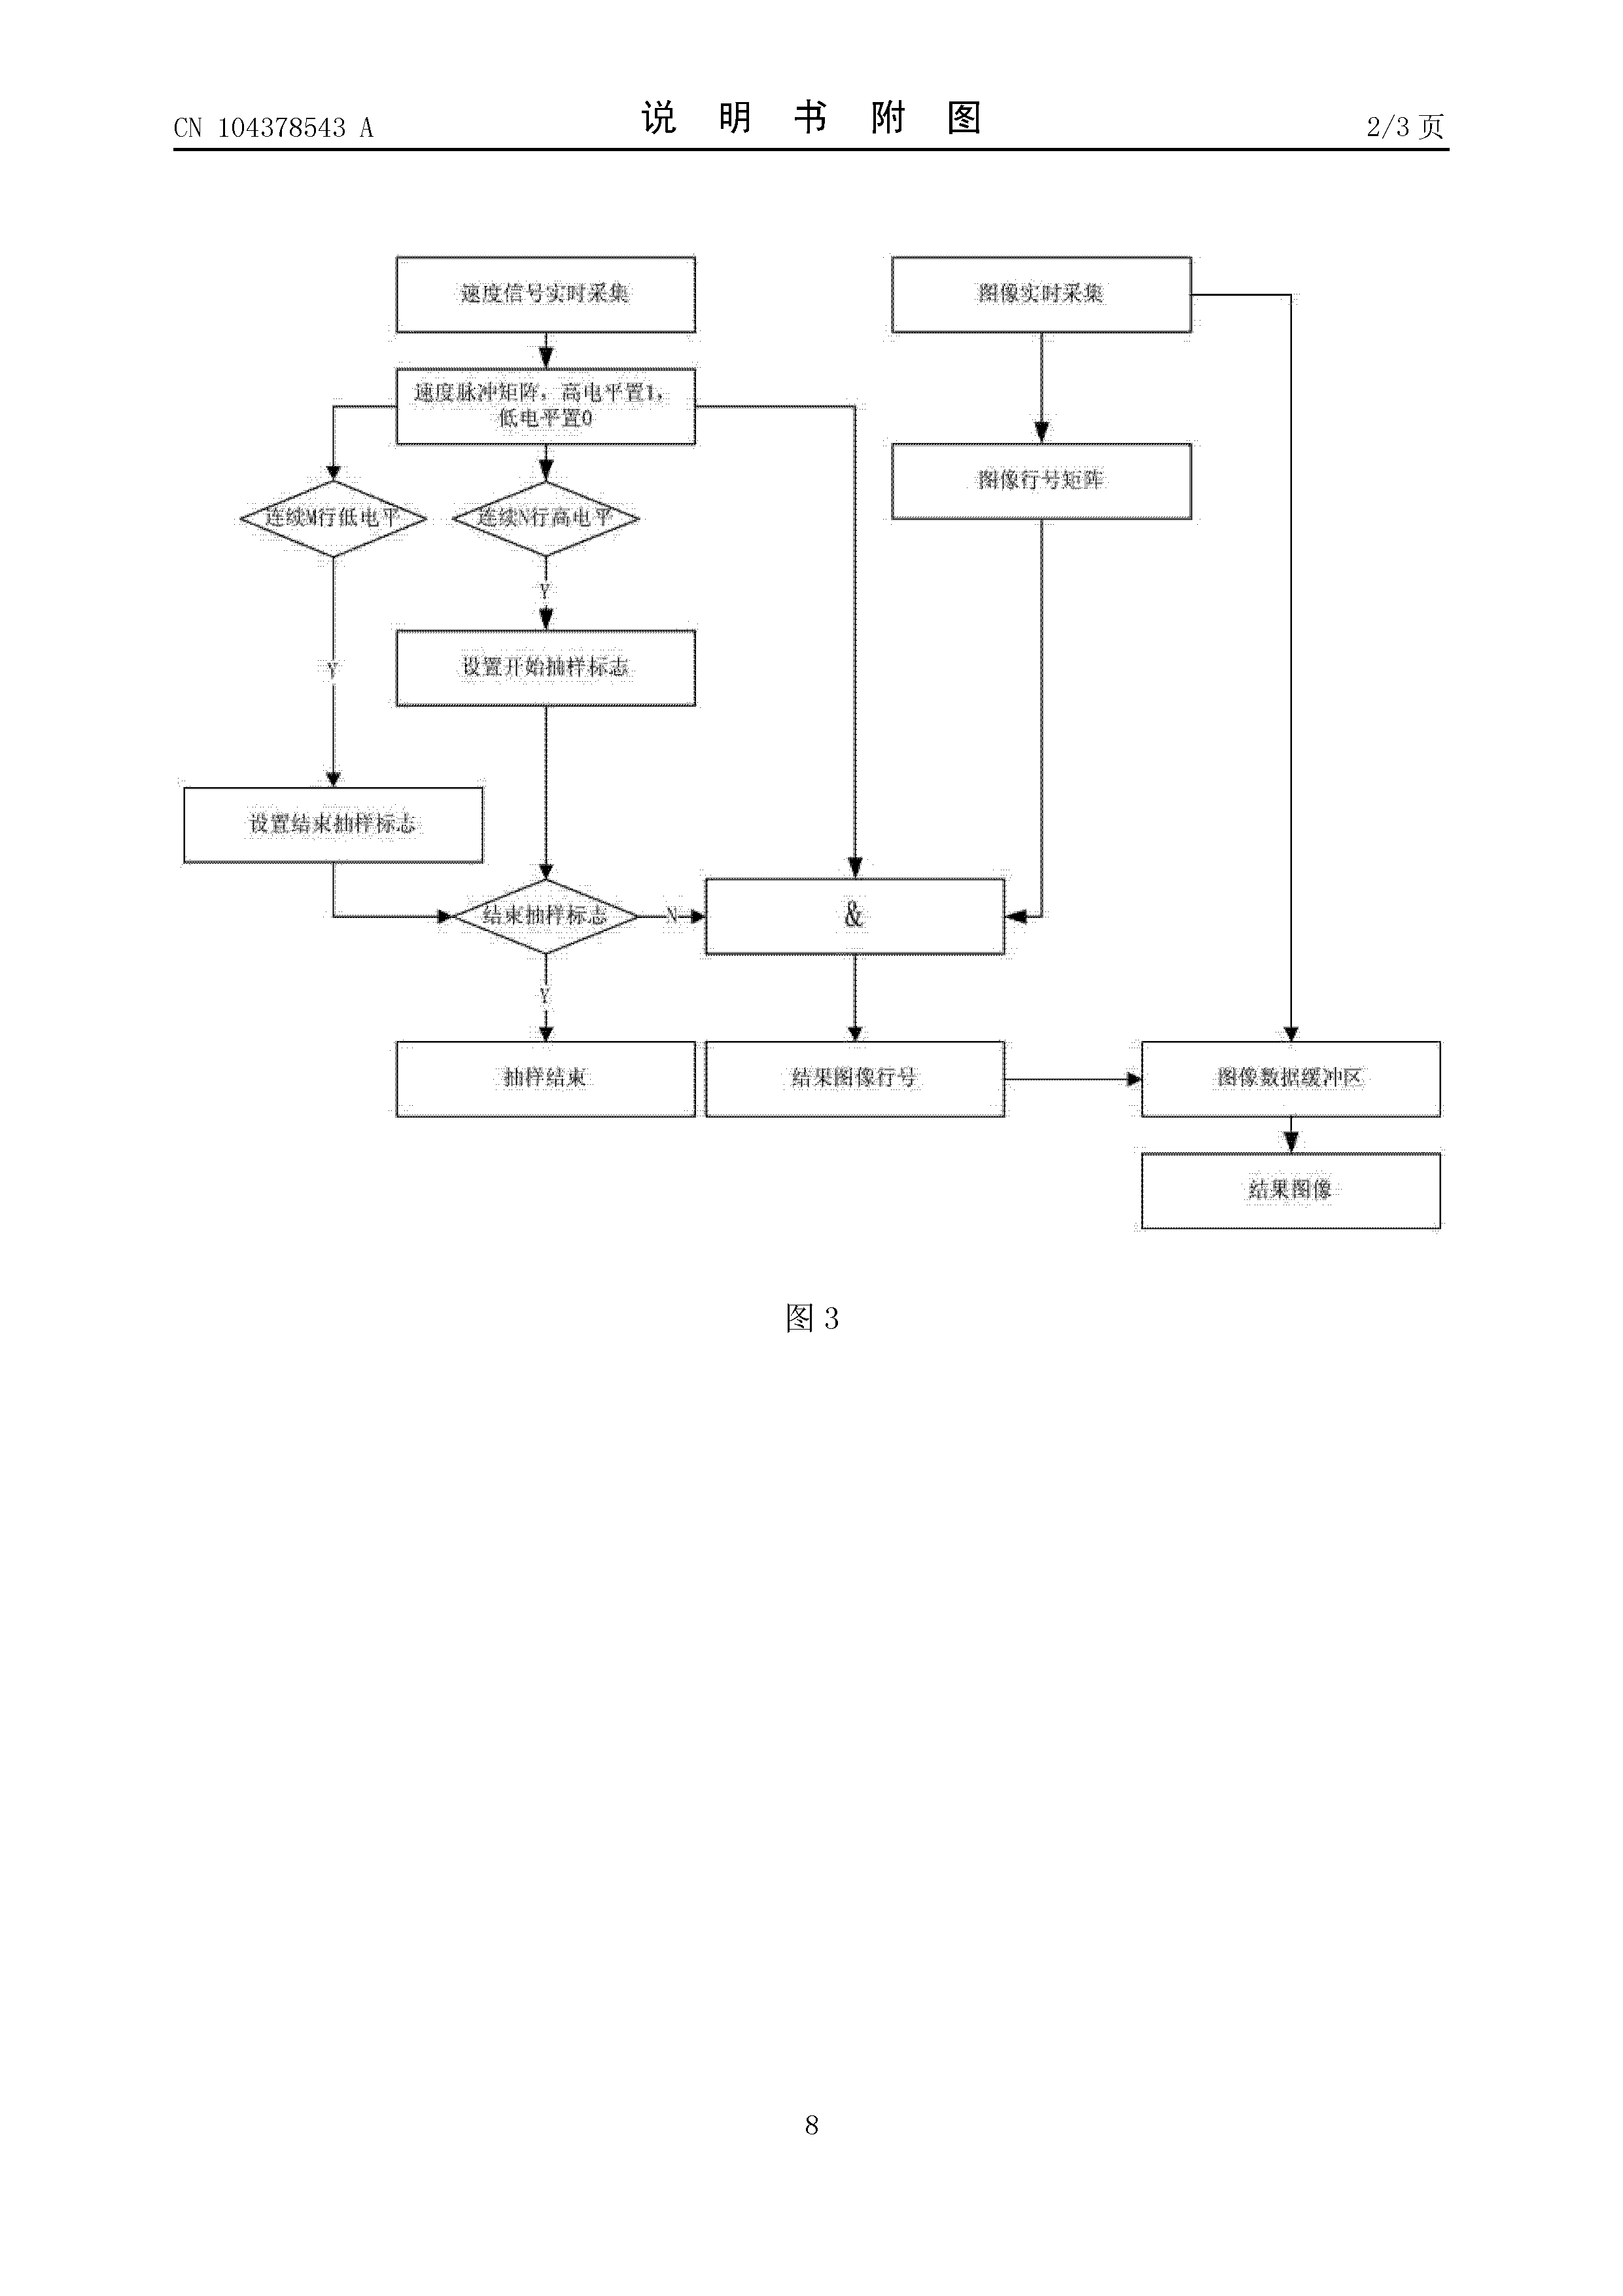 CN 104378543 A
说 明 书 附 图
2/3 页
速度信号实时采集
图像实时采集
速度脉冲矩阵，高电平置1，
低电平置0
图像行号矩阵
连续M行低电平
连续N行高电平
Y
设置开始抽样标志
Y
设置结束抽样标志
结束抽样标志
N
&
Y
抽样结束
结果图像行号
图像数据缓冲区
结果图像
图 3
8